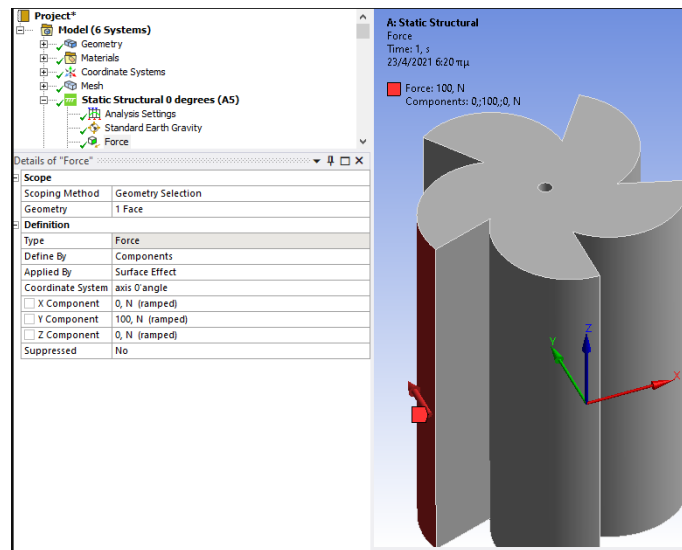 Project*
Model (6 Systems)
Geometry
Materials
Coordinate Systems
Mesh
Static Structural 0 degrees (A5)
Analysis Settings
Standard Earth Gravity
Force
Details of "Force"
Scope
Scoping Method Geometry Selection
Geometry 1 Face
Definition
Type Force
Define By Components
Applied By Surface Effect
Coordinate System axis 0'angle
X Component 0, N (ramped)
Y Component 100, N (ramped)
Z Component 0, N (ramped)
Suppressed No
A: Static Structural
Force
Time: 1, s
23/4/2021 6:20 πμ
Force: 100, N
Components: 0,;100,;0, N
Z
Y
X